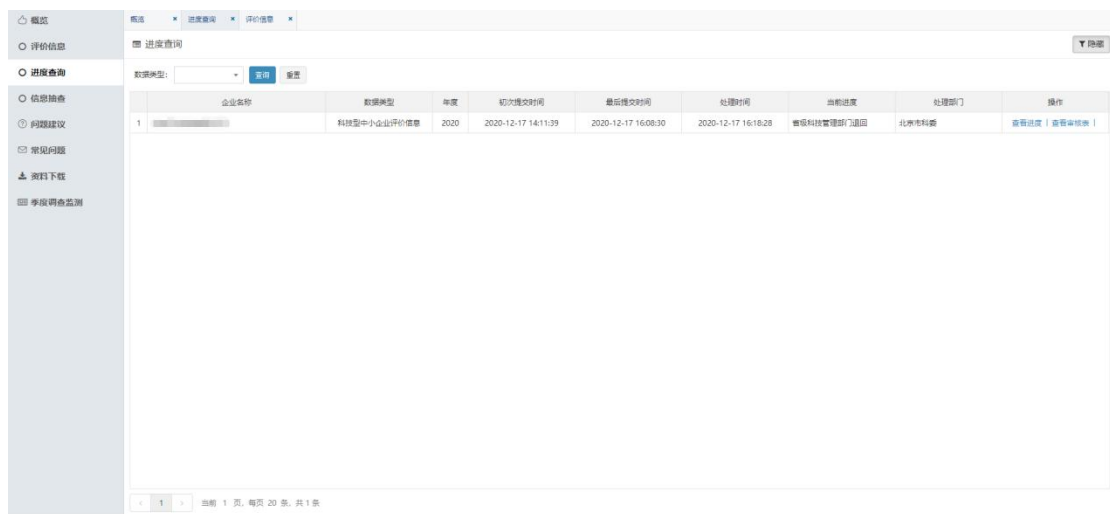 概览
评价信息
进度查询
信息抽查
问题建议
常见问题
资料下载
季度调查监测
概览 × 进度查询 × 评价信息 ×
进度查询 隐藏
数据类型: 查询 重置
企业名称 数据类型 年度 初次提交时间 最后提交时间 处理时间 当前进度 处理部门 操作
1 科技型中小企业评价信息 2020 2020-12-17 14:11:39 2020-12-17 16:08:30 2020-12-17 16:18:28 省级科技管理部门退回 北京市科委 查看进度 | 查看审核表 |
< 1 > 当前 1 页, 每页 20 条, 共 1 条